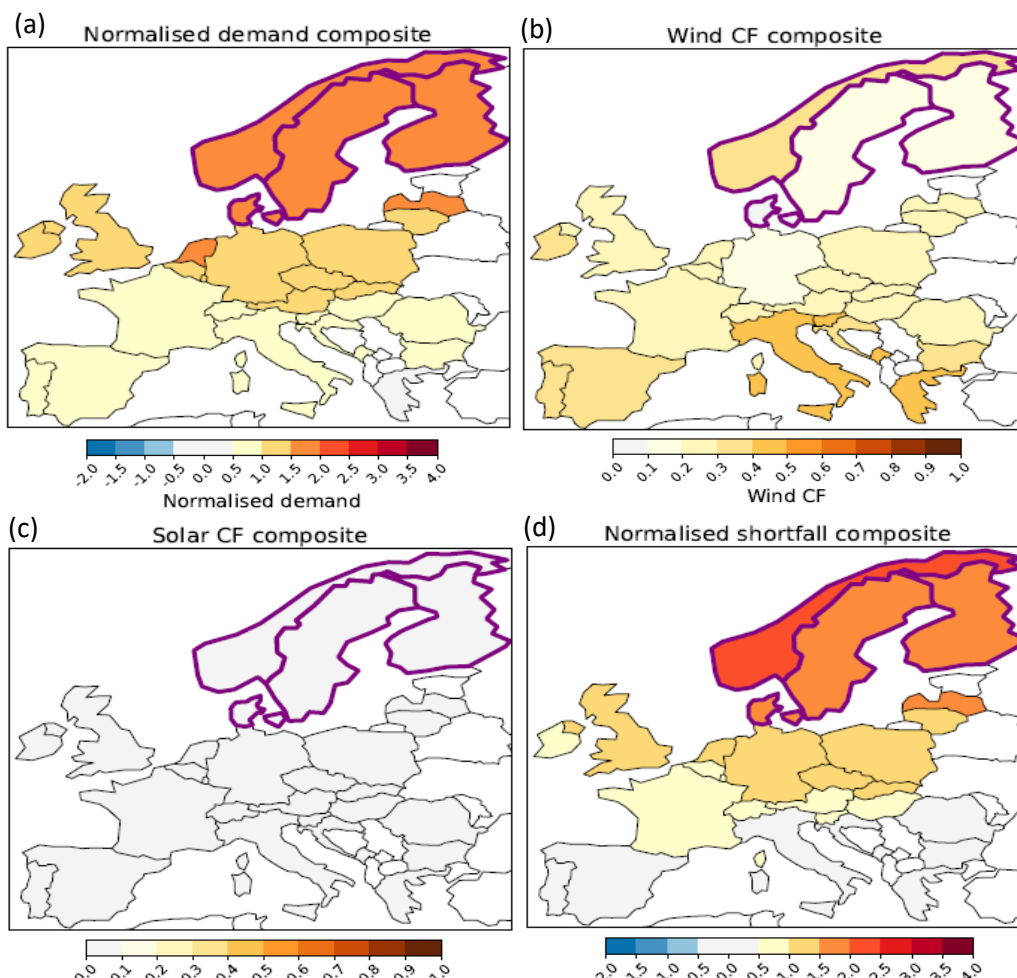 (a)
Normalised demand composite
(b)
Wind CF composite
-2.0 -1.5 -1.0 -0.5 0.0 0.5 1.0 1.5 2.0 2.5 3.0 3.5 4.0
Normalised demand
0.0 0.1 0.2 0.3 0.4 0.5 0.6 0.7 0.8 0.9 1.0
Wind CF
(c)
Solar CF composite
(d)
Normalised shortfall composite
0.0 0.1 0.2 0.3 0.4 0.5 0.6 0.7 0.8 0.9 1.0
-2.0 -1.5 -1.0 -0.5 0.0 0.5 1.0 1.5 2.0 2.5 3.0 3.5 4.0